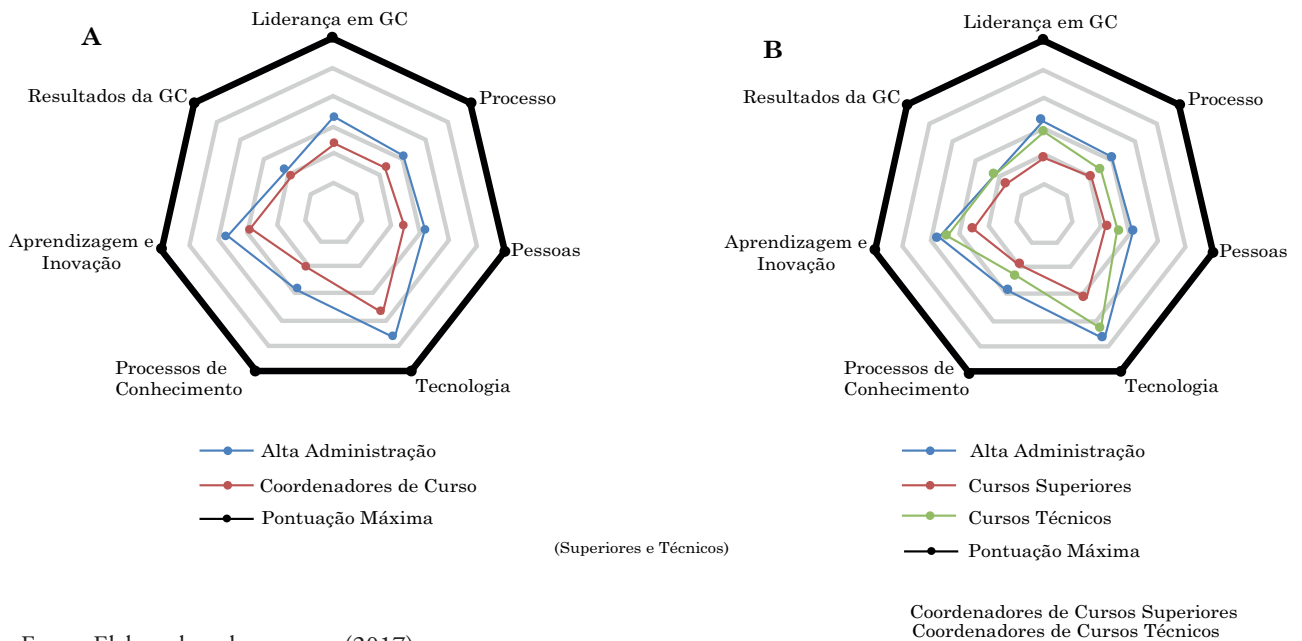 A
Liderança em GC
Processo
Pessoas
Tecnologia
Processos de
Conhecimento
Aprendizagem e
Inovação
Resultados da GC
Alta Administração
Coordenadores de Curso
Pontuação Máxima
(Superiores e Técnicos)
B
Liderança em GC
Processo
Pessoas
Tecnologia
Processos de
Conhecimento
Aprendizagem e
Inovação
Resultados da GC
Alta Administração
Cursos Superiores
Cursos Técnicos
Pontuação Máxima
Coordenadores de Cursos Superiores
Coordenadores de Cursos Técnicos
(2017)